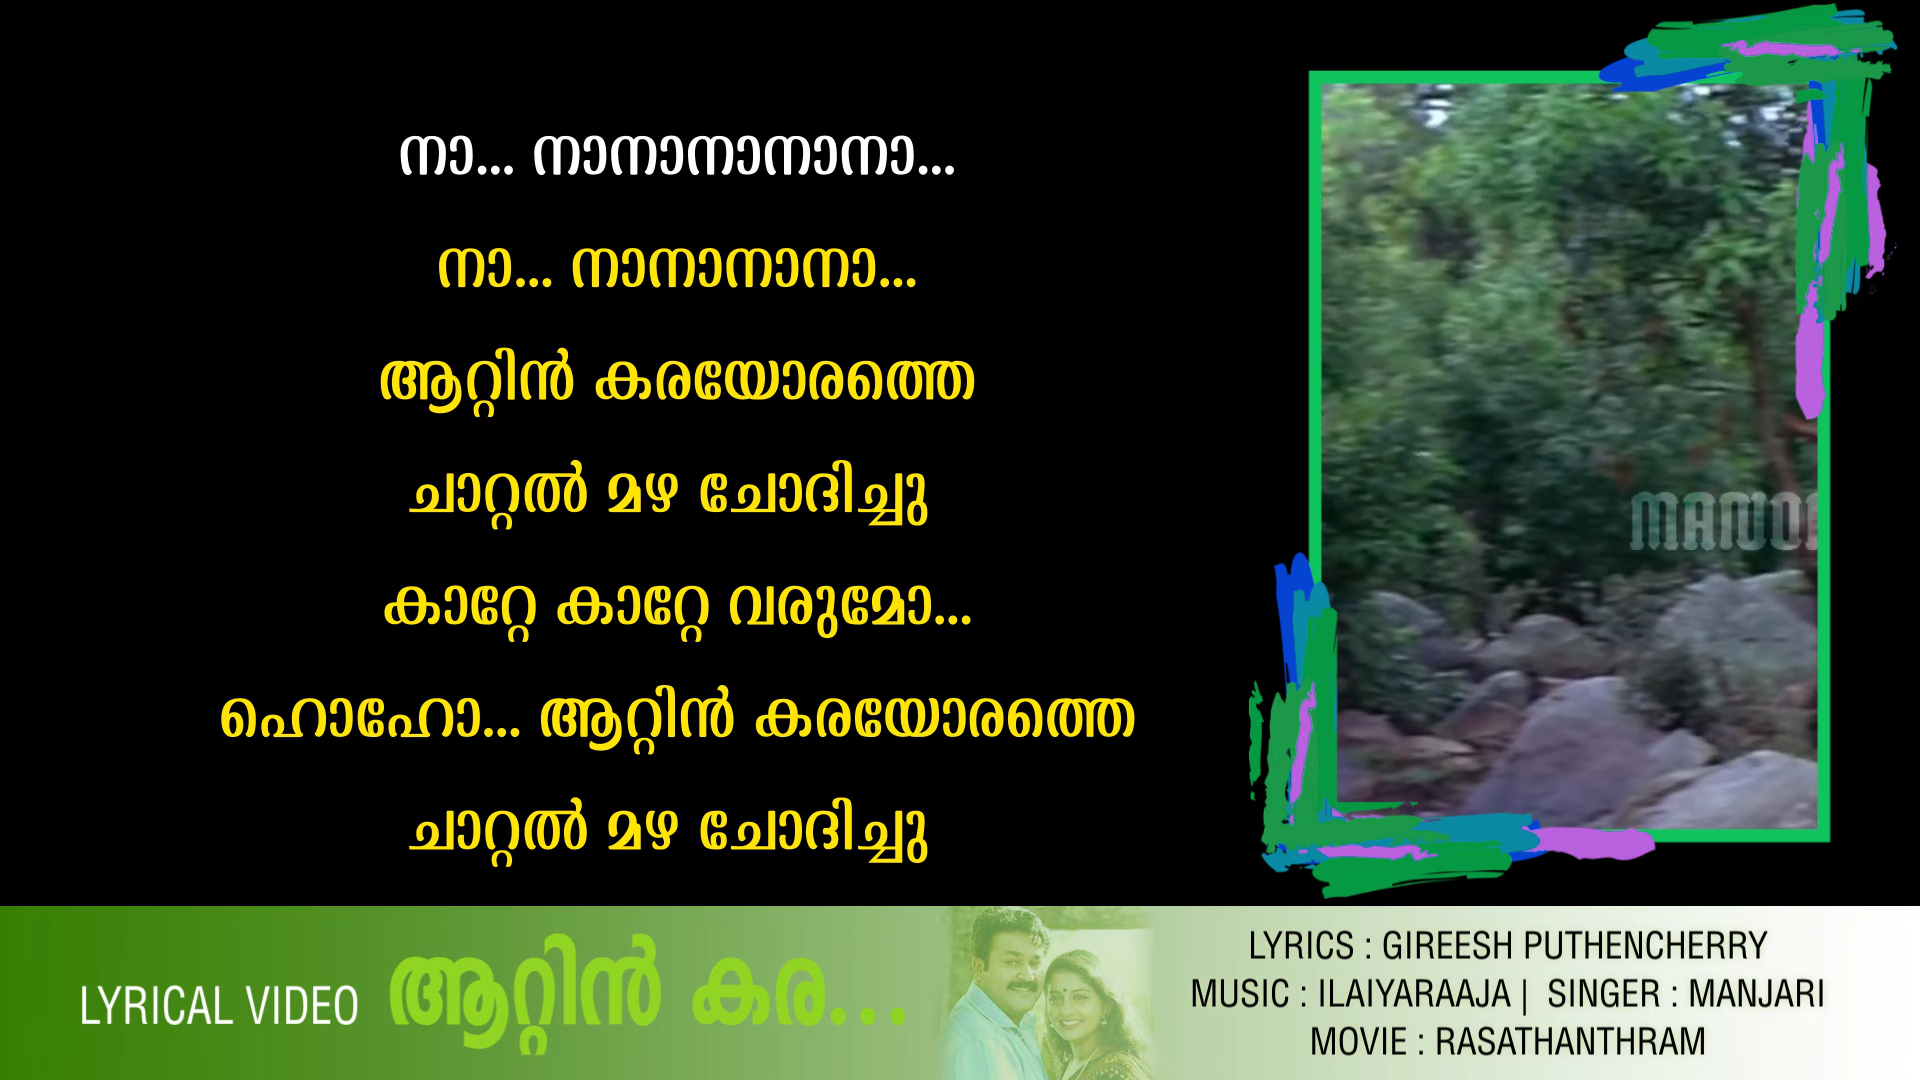 നാ... നാനാനാനാനാ...
നാ... നാനാനാനാ...
ആറ്റിൻ കരയോരത്തെ
ചാറ്റൽ മഴ ചോദിച്ചു
കാറ്റേ കാറ്റേ വരുമോ...
ഹൊഹോ... ആറ്റിൻ കരയോരത്തെ
ചാറ്റൽ മഴ ചോദിച്ചു
LYRICAL VIDEO ആറ്റിൻ കര...
LYRICS : GIREESH PUTHENCHERRY
MUSIC : ILAIYARAAJA | SINGER : MANJARI
MOVIE : RASATHANTHRAM